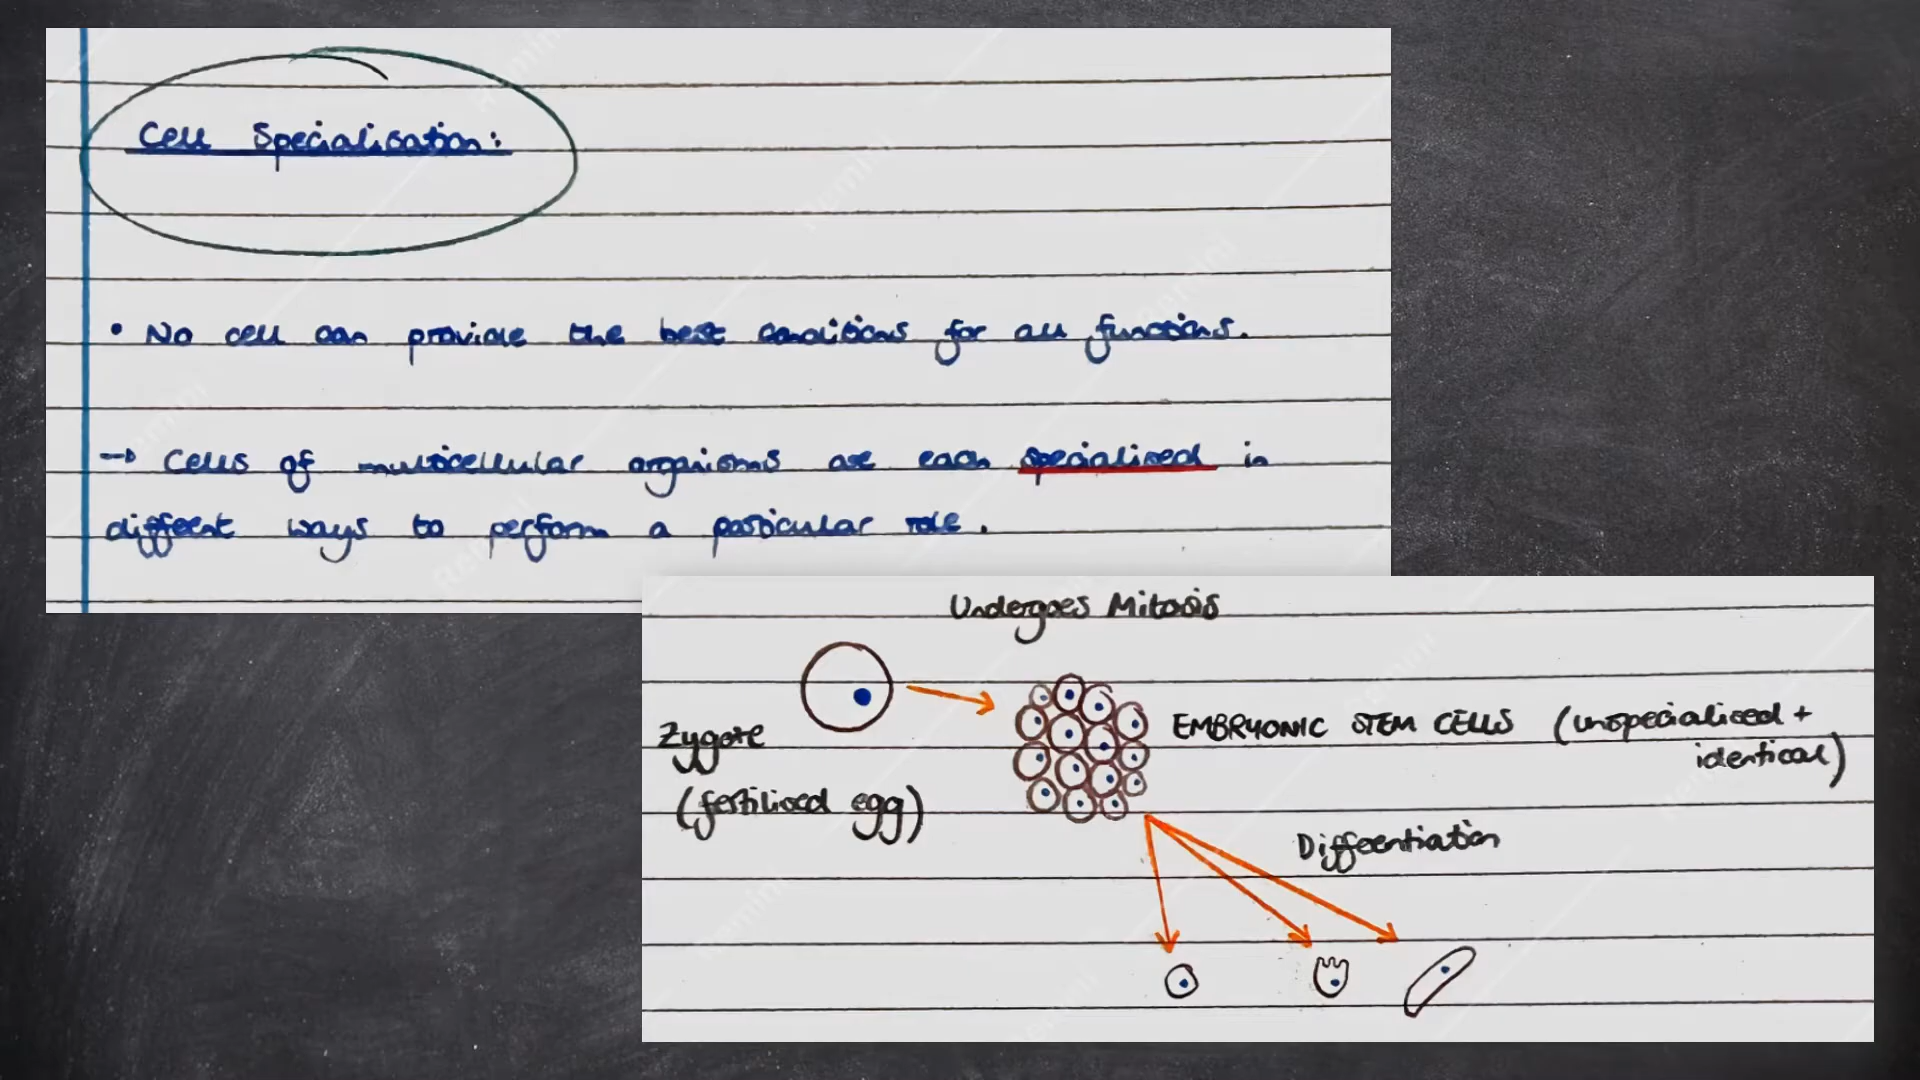 Cell Specialisation:
• No cell can provide the best conditions for all functions.
→ Cells of multicellular organisms are each specialised in
different ways to perform a particular role.
Undergoes Mitosis
Zygote
(fertilised egg)
EMBRYONIC STEM CELLS (unspecialised +
identical)
Differentiation